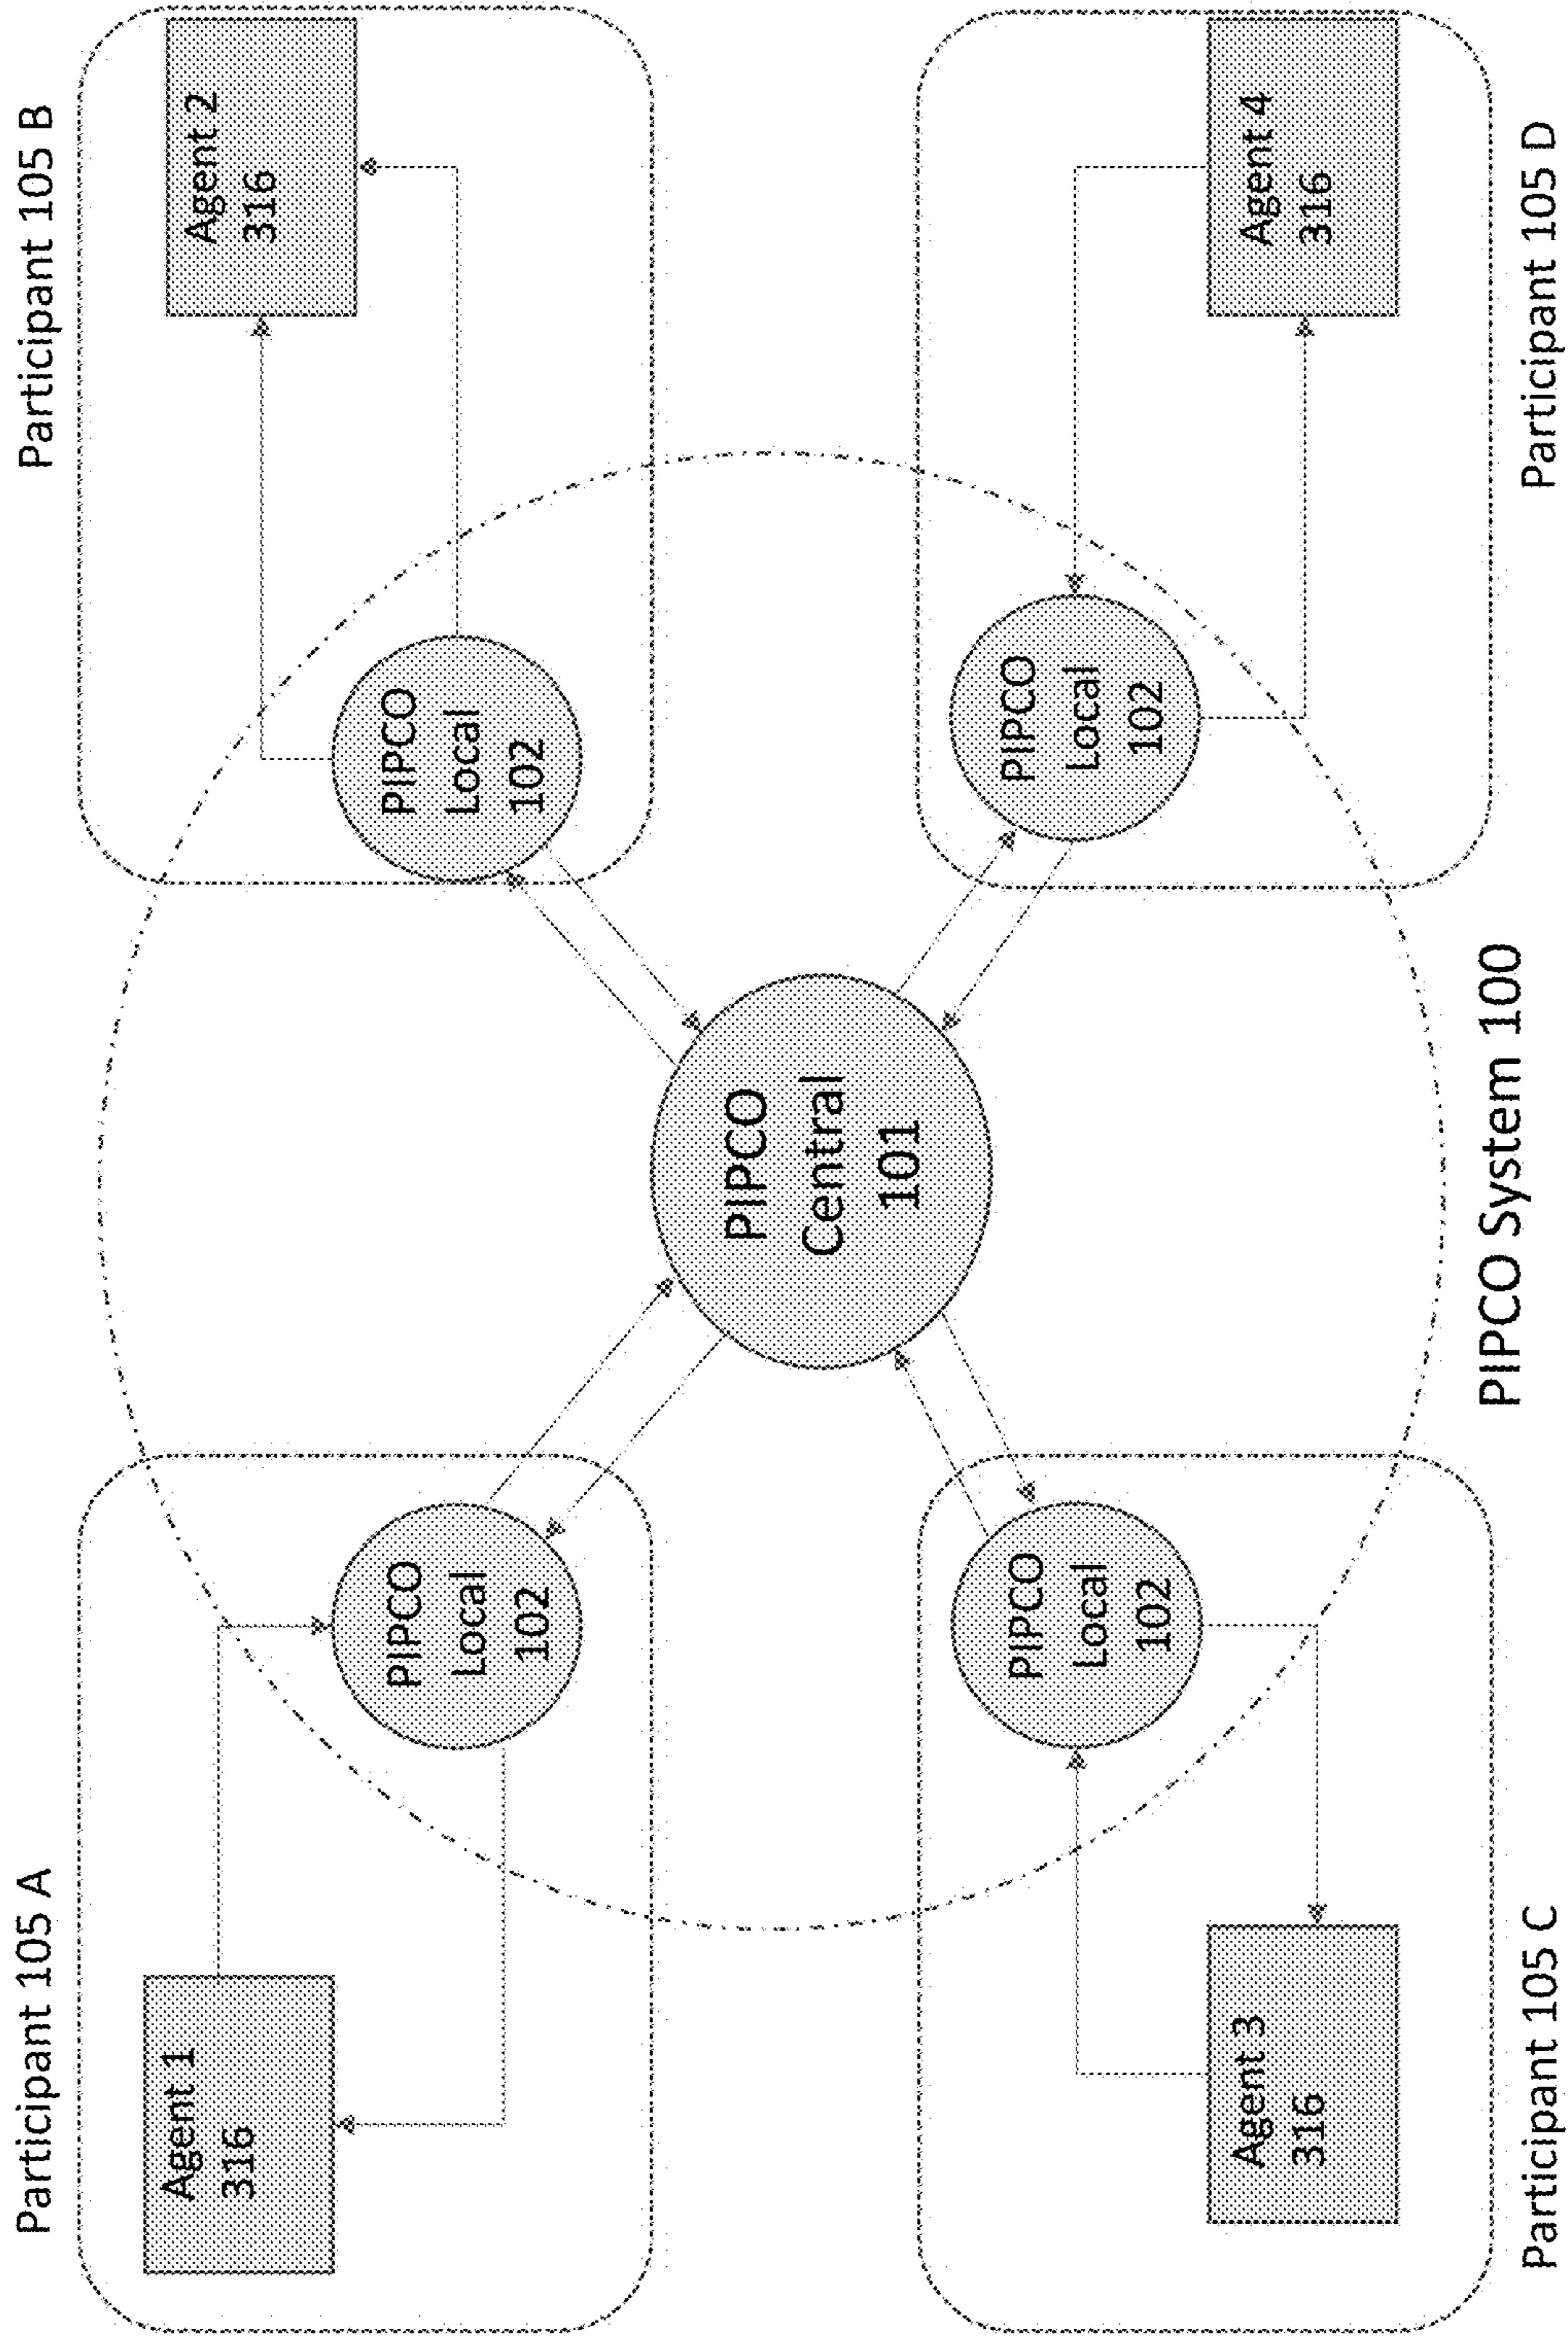 Participant 105 A
Agent 1
316
PIPCO
Local
102
Participant 105 B
Agent 2
316
PIPCO
Local
102
PIPCO
Central
101
Participant 105 C
Agent 3
316
PIPCO
Local
102
Participant 105 D
Agent 4
316
PIPCO
Local
102
PIPCO System 100